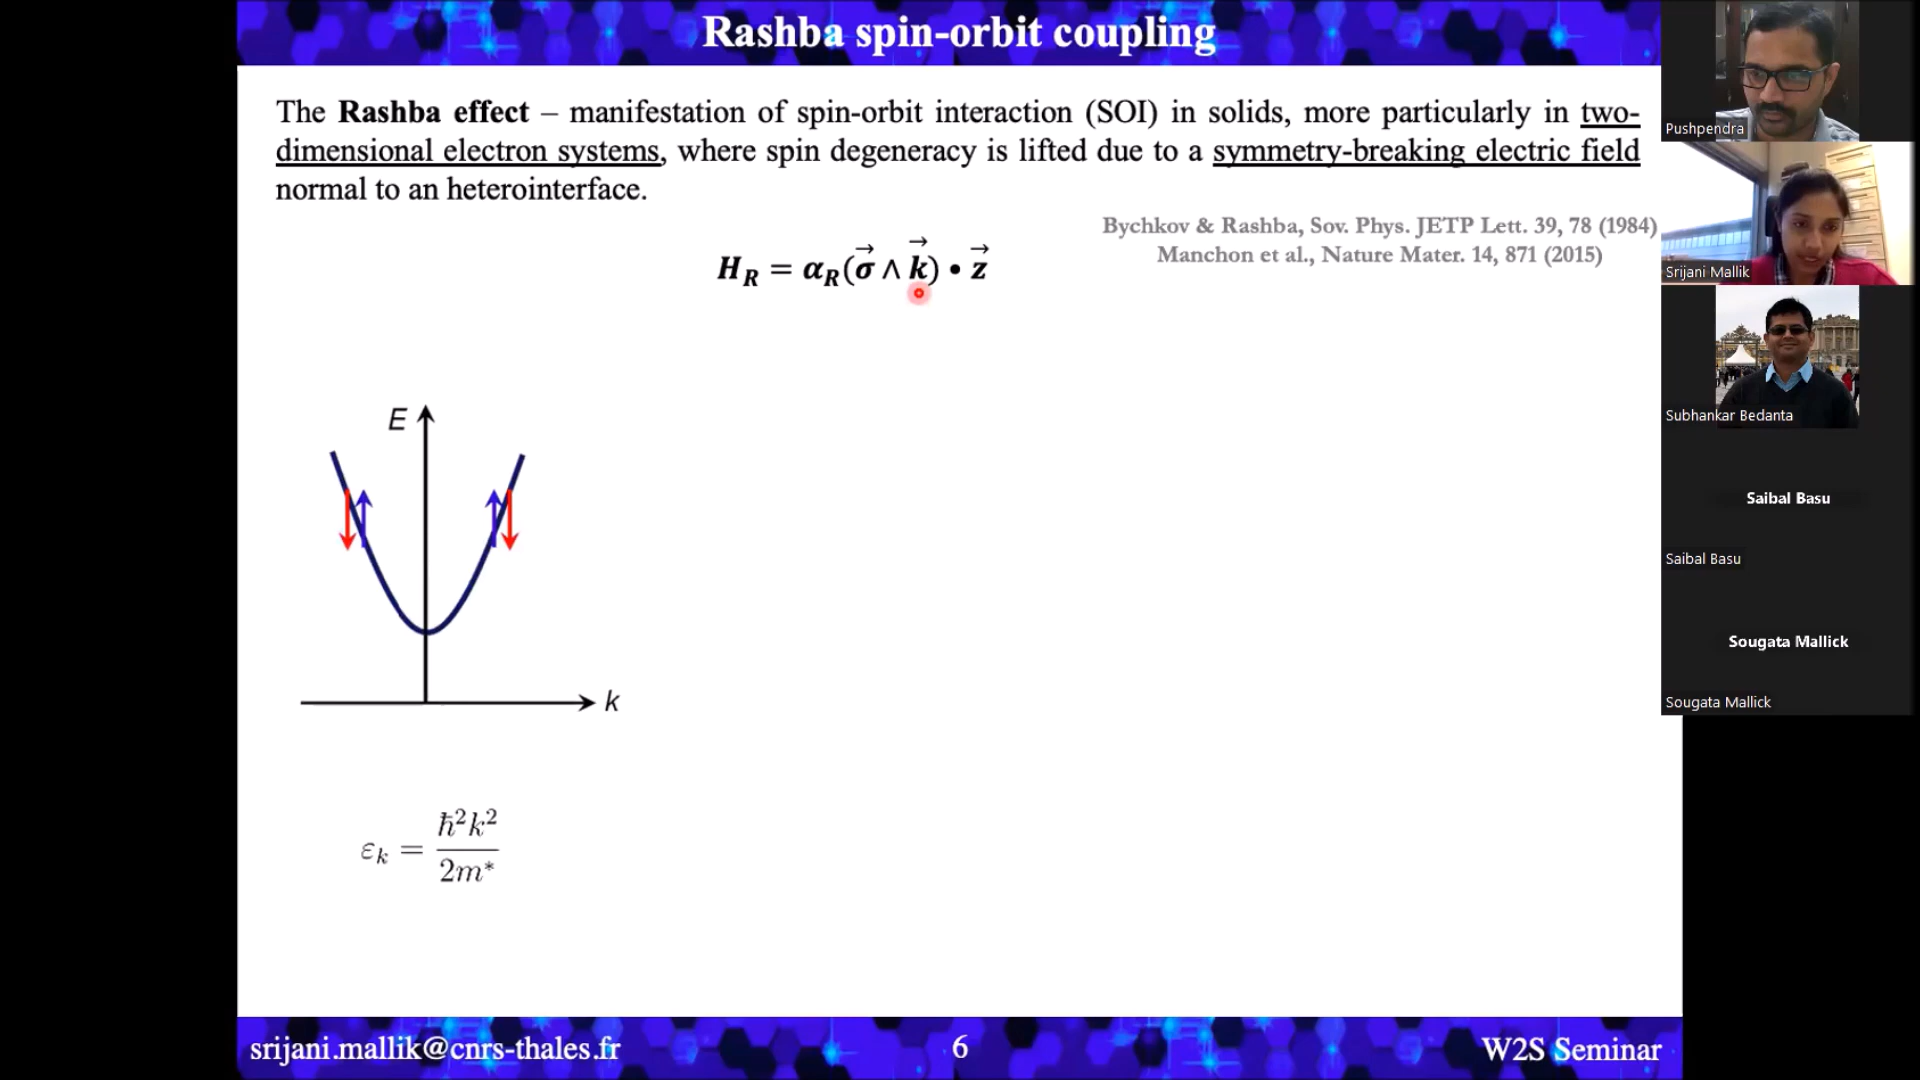 Rashba spin-orbit coupling
The Rashba effect – manifestation of spin-orbit interaction (SOI) in solids, more particularly in two-
dimensional electron systems, where spin degeneracy is lifted due to a symmetry-breaking electric field
normal to an heterointerface.
Bychkov & Rashba, Sov. Phys. JETP Lett. 39, 78 (1984)
Manchon et al., Nature Mater. 14, 871 (2015)
H_R = α_R(σ⃗ ∧ k⃗) • z⃗
E
k
ε_k = ħ²k² / 2m*
srijani.mallik@cnrs-thales.fr
6
W2S Seminar
Pushpendra
Srijani Mallik
Subhankar Bedanta
Saibal Basu
Saibal Basu
Sougata Mallick
Sougata Mallick